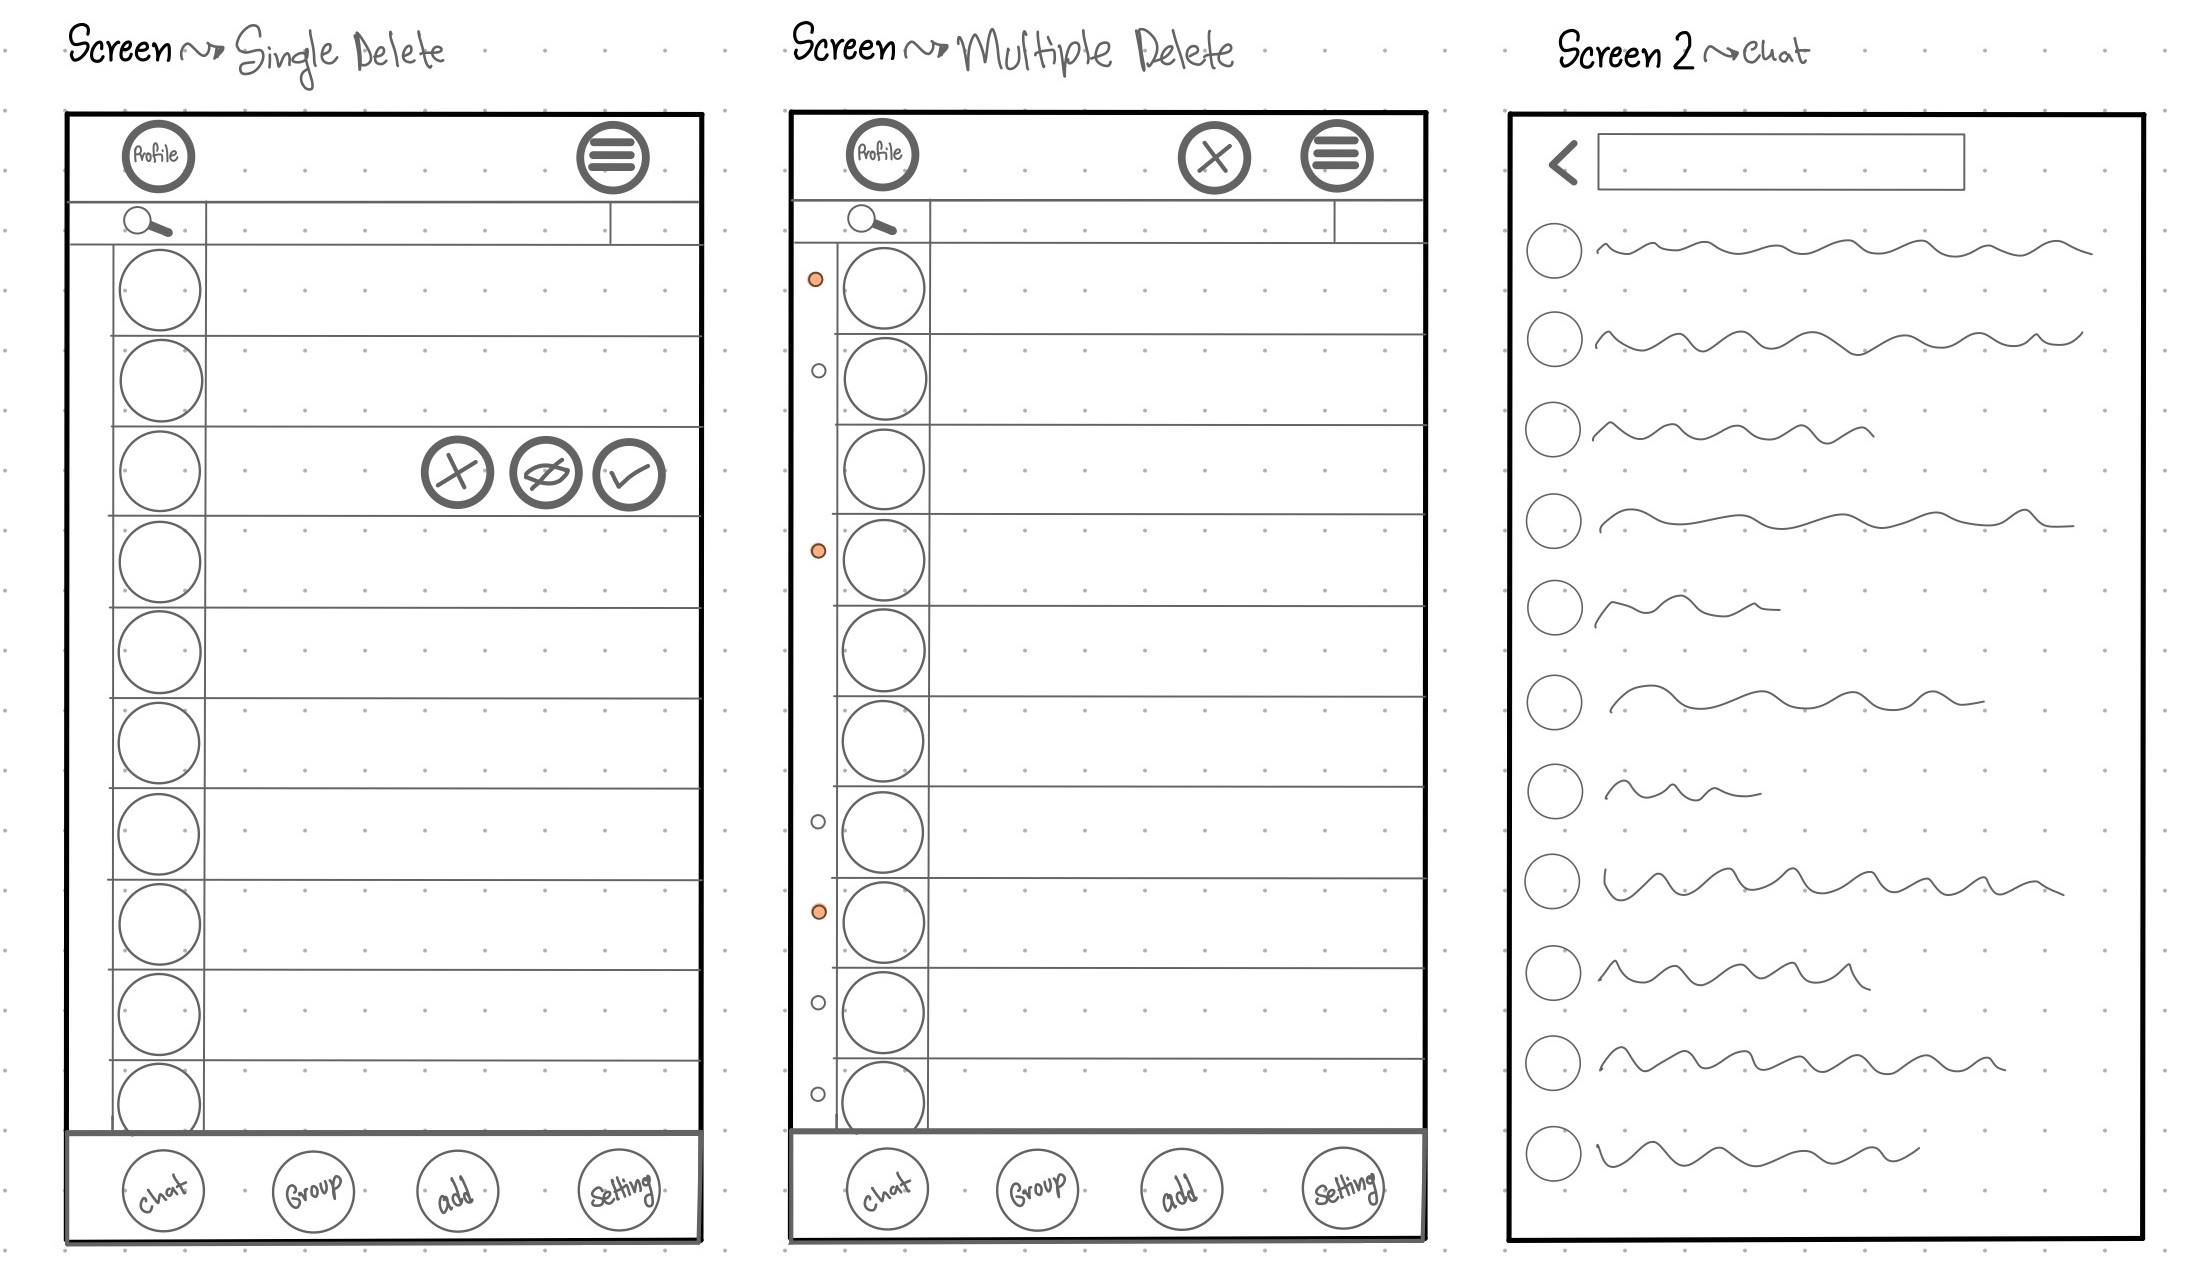 Screen Single Delete
Profile
chat
Group
add
Setting
Screen Multiple Delete
Profile
chat
Group
add
Setting
Screen 2 chat